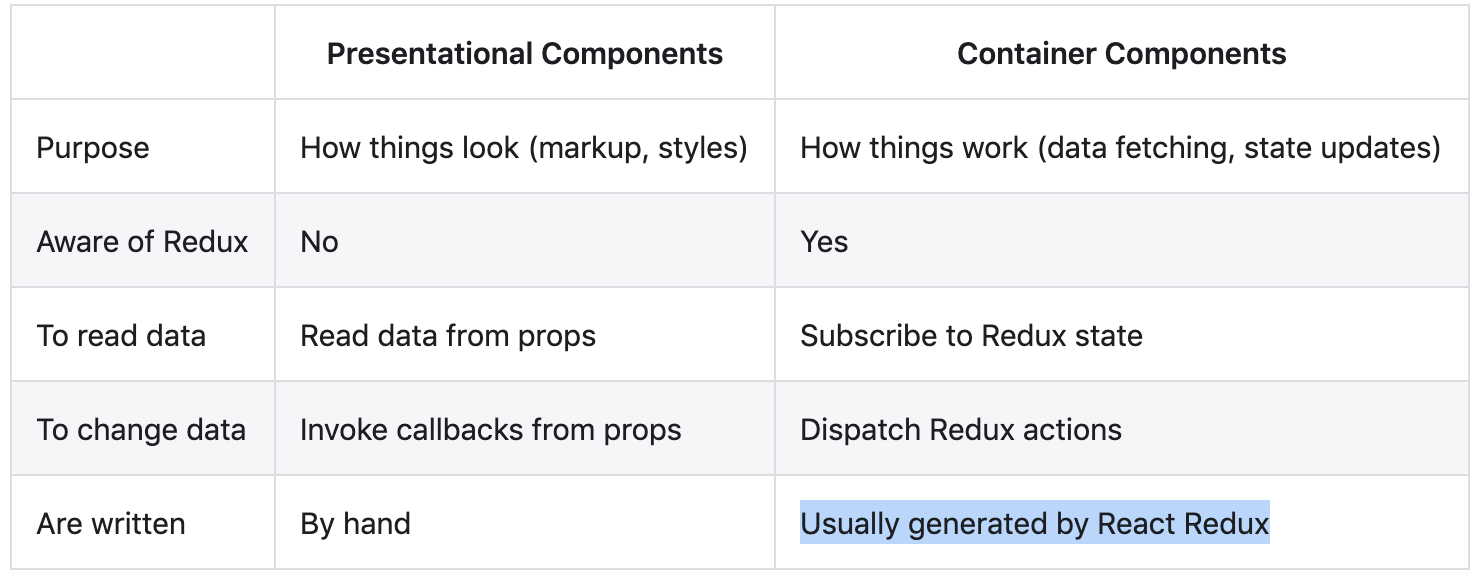 Presentational Components Container Components
Purpose How things look (markup, styles) How things work (data fetching, state updates)
Aware of Redux No Yes
To read data Read data from props Subscribe to Redux state
To change data Invoke callbacks from props Dispatch Redux actions
Are written By hand Usually generated by React Redux